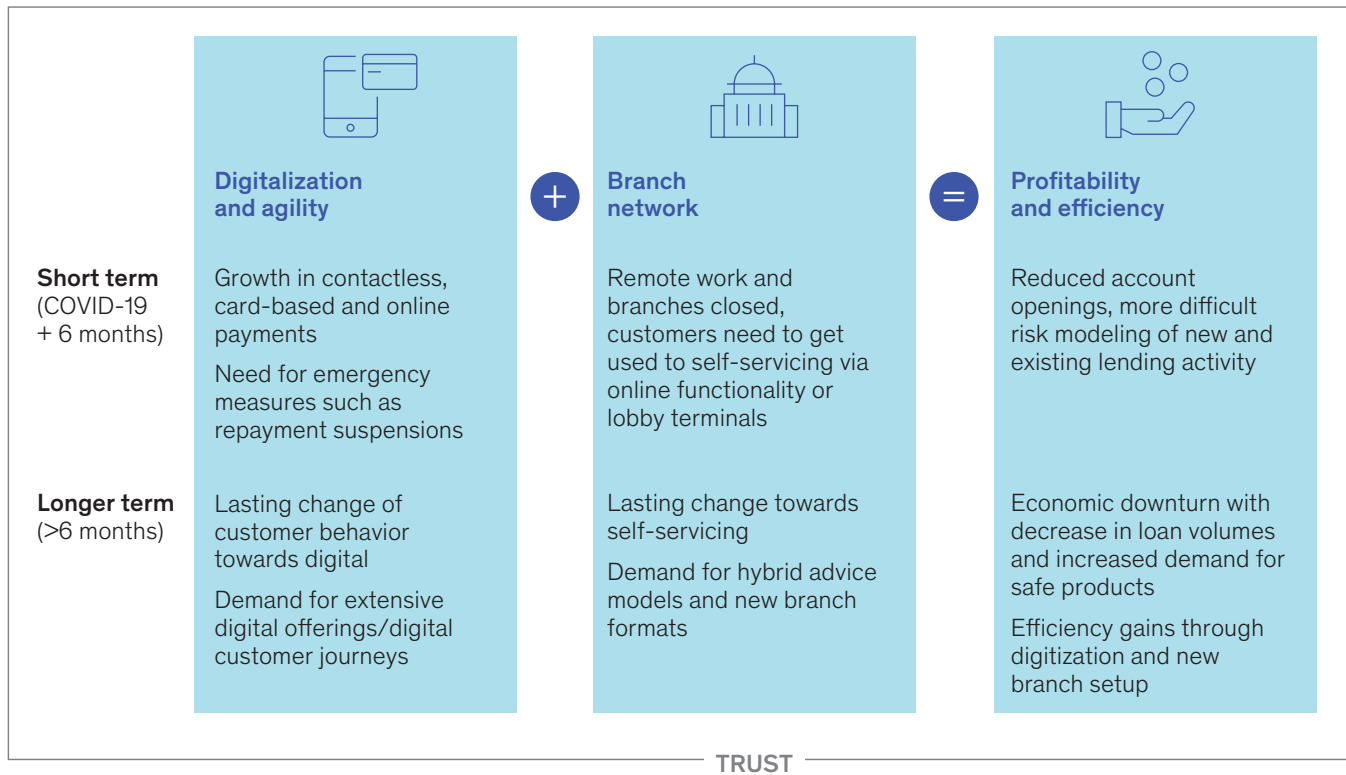 Digitalization
and agility
+
Branch
network
=
Profitability
and efficiency
Short term
(COVID-19
+ 6 months)
Growth in contactless,
card-based and online
payments
Need for emergency
measures such as
repayment suspensions
Remote work and
branches closed,
customers need to get
used to self-servicing via
online functionality or
lobby terminals
Reduced account
openings, more difficult
risk modeling of new and
existing lending activity
Longer term
(>6 months)
Lasting change of
customer behavior
towards digital
Demand for extensive
digital offerings/digital
customer journeys
Lasting change towards
self-servicing
Demand for hybrid advice
models and new branch
formats
Economic downturn with
decrease in loan volumes
and increased demand for
safe products
Efficiency gains through
digitization and new
branch setup
TRUST